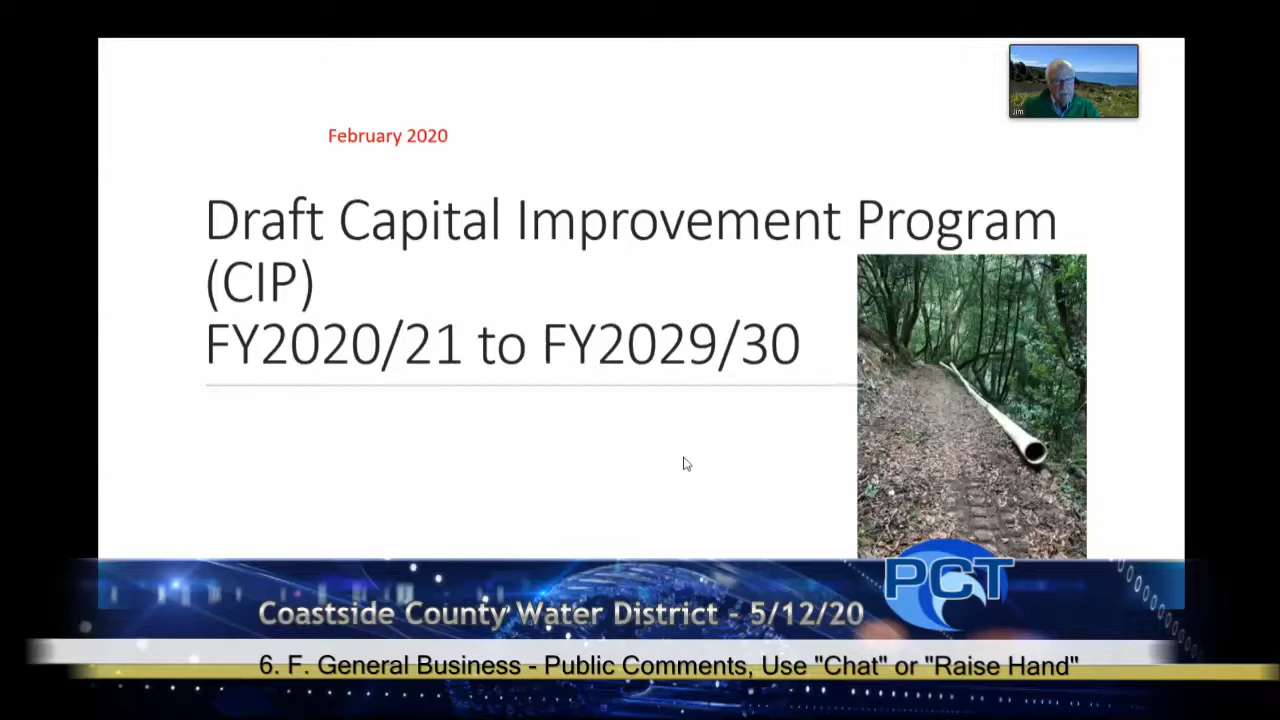 Jim
February 2020
Draft Capital Improvement Program
(CIP)
FY2020/21 to FY2029/30
PCT
Coastside County Water District - 5/12/20
6. F. General Business - Public Comments, Use "Chat" or "Raise Hand"